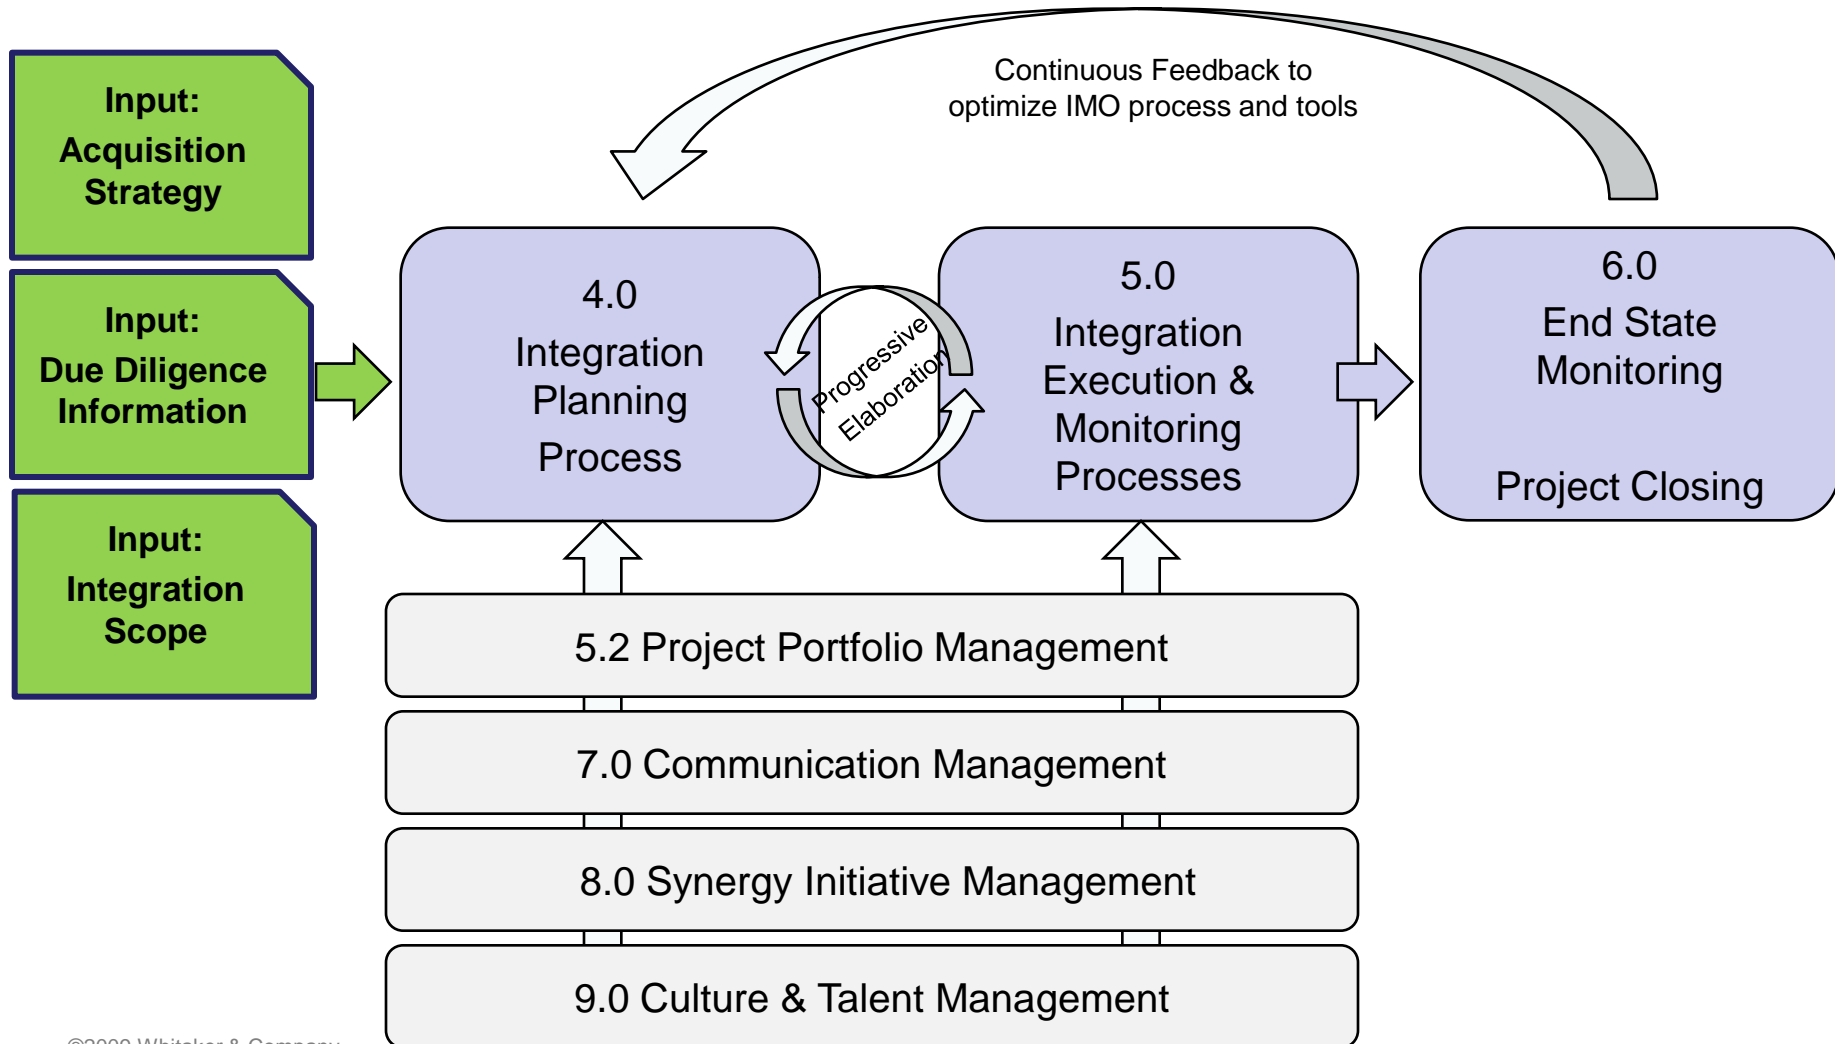 Continuous Feedback to
optimize IMO process and tools
Input:
Acquisition
Strategy
Input:
Due Diligence
Information
Input:
Integration
Scope
4.0
Integration
Planning
Process
Progressive
Elaboration
5.0
Integration
Execution &
Monitoring
Processes
6.0
End State
Monitoring
Project Closing
5.2 Project Portfolio Management
7.0 Communication Management
8.0 Synergy Initiative Management
9.0 Culture & Talent Management
©2009 Whitaker & Company